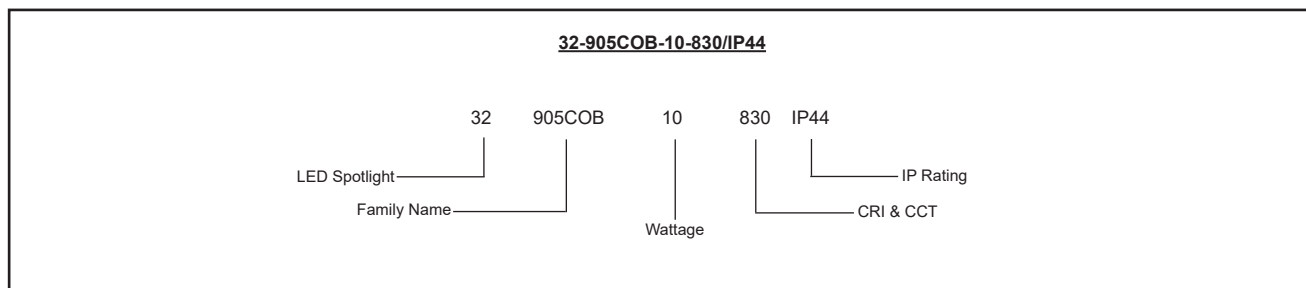 32-905COB-10-830/IP44
32 905COB 10 830 IP44
LED Spotlight
IP Rating
Family Name
CRI & CCT
Wattage